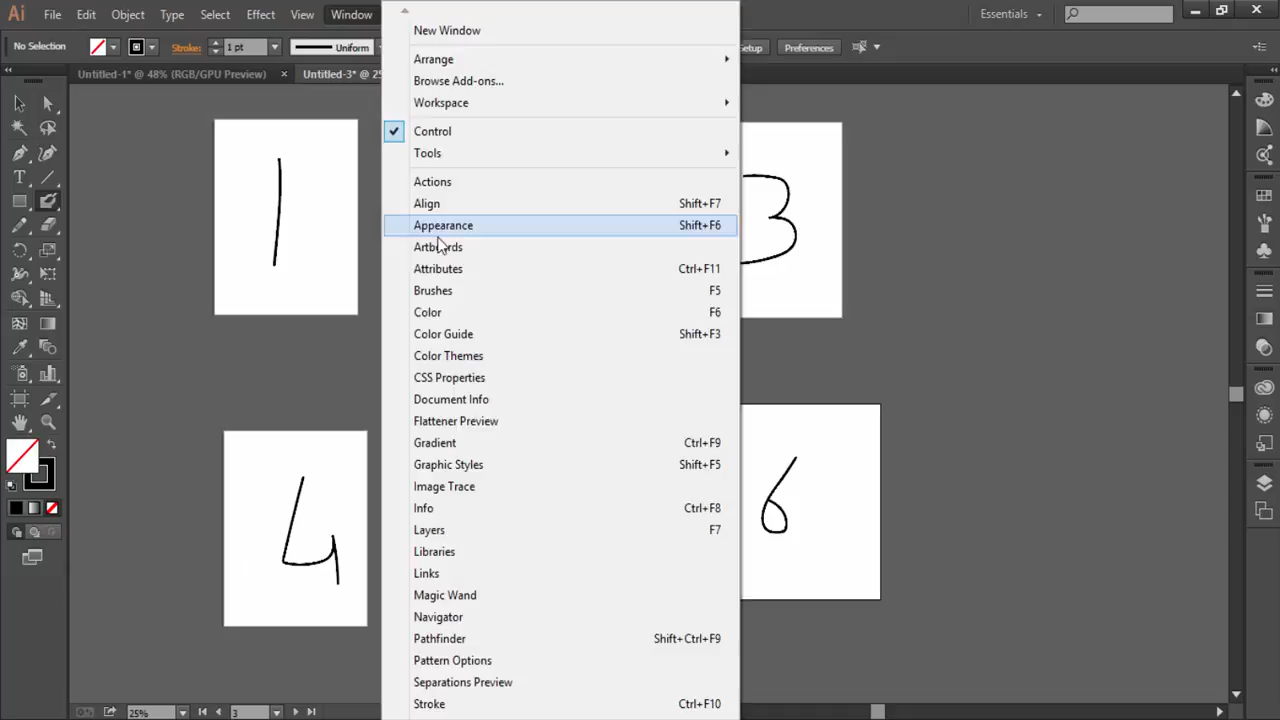 Ai File Edit Object Type Select Effect View Window Essentials
No Selection Stroke: 1 pt Uniform Preferences
Untitled-1* @ 48% (RGB/GPU Preview) × Untitled-3* @
New Window
Arrange
Browse Add-ons...
Workspace
Control
Tools
Actions
Align Shift+F7
Appearance Shift+F6
Artboards
Attributes Ctrl+F11
Brushes F5
Color F6
Color Guide Shift+F3
Color Themes
CSS Properties
Document Info
Flattener Preview
Gradient Ctrl+F9
Graphic Styles Shift+F5
Image Trace
Info Ctrl+F8
Layers F7
Libraries
Links
Magic Wand
Navigator
Pathfinder Shift+Ctrl+F9
Pattern Options
Separations Preview
Stroke Ctrl+F10
1 3
4 6
25% 3